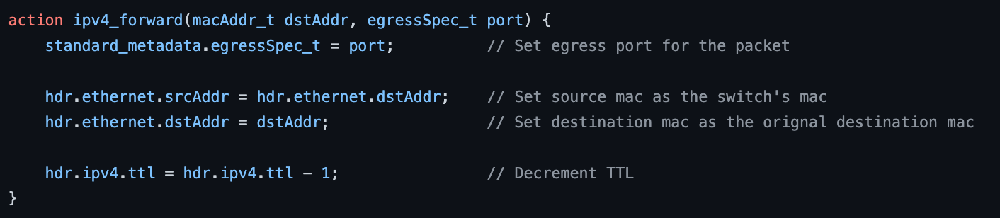 action ipv4_forward(macAddr_t dstAddr, egressSpec_t port) {
    standard_metadata.egressSpec_t = port;          // Set egress port for the packet

    hdr.ethernet.srcAddr = hdr.ethernet.dstAddr;    // Set source mac as the switch's mac
    hdr.ethernet.dstAddr = dstAddr;                 // Set destination mac as the orignal destination mac

    hdr.ipv4.ttl = hdr.ipv4.ttl - 1;                // Decrement TTL
}